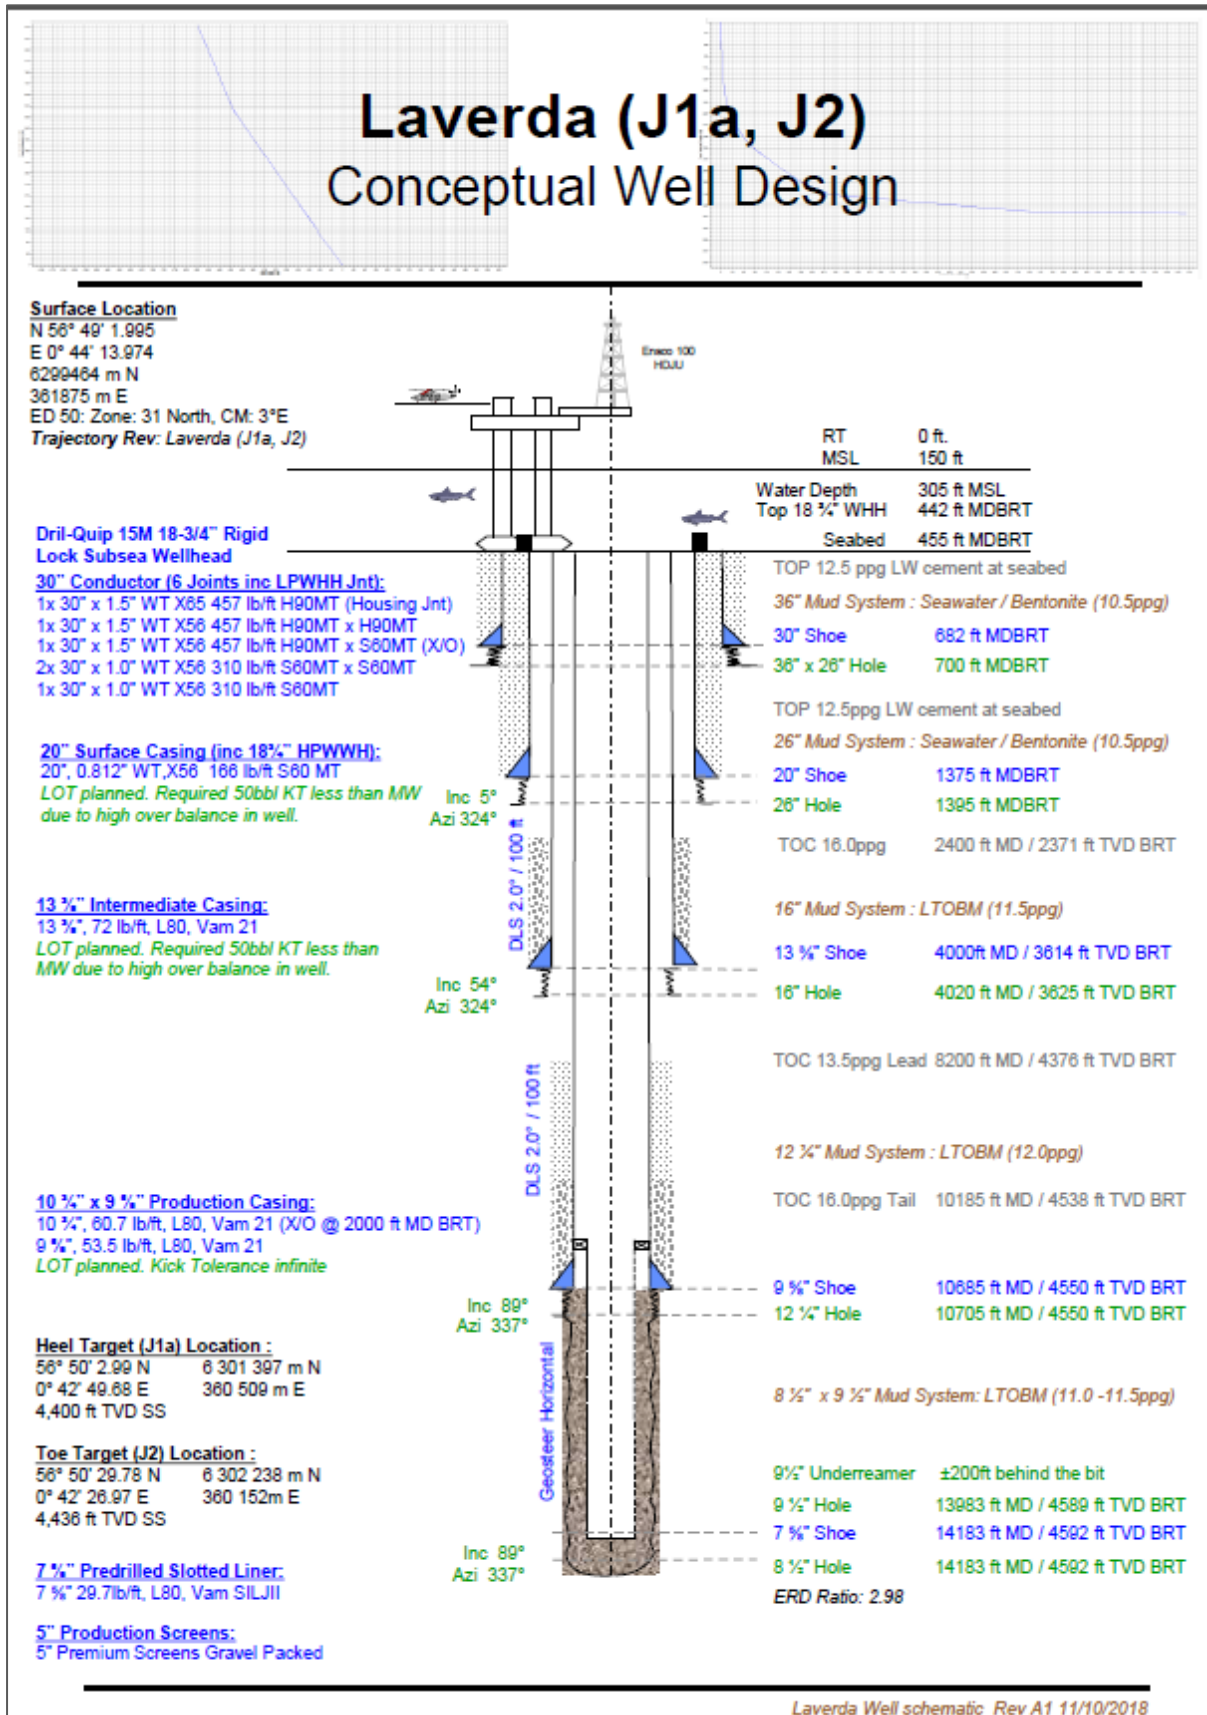 Laverda (J1a, J2)
Conceptual Well Design
Surface Location
N 56° 49' 1.995
E 0° 44' 13.974
6299464 m N
361875 m E
ED 50: Zone: 31 North, CM: 3°E
Trajectory Rev: Laverda (J1a, J2)
Ensco 100
HDJU
RT 0 ft.
MSL 150 ft
Water Depth 305 ft MSL
Top 18 ¾" WHH 442 ft MDBRT
Seabed 455 ft MDBRT
Dril-Quip 15M 18-3/4" Rigid
Lock Subsea Wellhead
30" Conductor (6 Joints inc LPWHH Jnt):
1x 30" x 1.5" WT X65 457 lb/ft H90MT (Housing Jnt)
1x 30" x 1.5" WT X56 457 lb/ft H90MT x H90MT
1x 30" x 1.5" WT X56 457 lb/ft H90MT x S60MT (X/O)
2x 30" x 1.0" WT X56 310 lb/ft S60MT x S60MT
1x 30" x 1.0" WT X56 310 lb/ft S60MT
TOP 12.5 ppg LW cement at seabed
36" Mud System : Seawater / Bentonite (10.5ppg)
30" Shoe 682 ft MDBRT
36" x 26" Hole 700 ft MDBRT
TOP 12.5ppg LW cement at seabed
26" Mud System : Seawater / Bentonite (10.5ppg)
20" Shoe 1375 ft MDBRT
26" Hole 1395 ft MDBRT
20" Surface Casing (inc 18¾" HPWWH):
20", 0.812" WT,X56 166 lb/ft S60 MT
LOT planned. Required 50bbl KT less than MW
due to high over balance in well.
Inc 5°
Azi 324°
DLS 2.0° / 100 ft
TOC 16.0ppg 2400 ft MD / 2371 ft TVD BRT
16" Mud System : LTOBM (11.5ppg)
13 ⅜" Shoe 4000ft MD / 3614 ft TVD BRT
16" Hole 4020 ft MD / 3625 ft TVD BRT
13 ⅜" Intermediate Casing:
13 ⅜", 72 lb/ft, L80, Vam 21
LOT planned. Required 50bbl KT less than
MW due to high over balance in well.
Inc 54°
Azi 324°
DLS 2.0° / 100 ft
TOC 13.5ppg Lead 8200 ft MD / 4376 ft TVD BRT
12 ¼" Mud System : LTOBM (12.0ppg)
TOC 16.0ppg Tail 10185 ft MD / 4538 ft TVD BRT
10 ¾" x 9 ⅝" Production Casing:
10 ¾", 60.7 lb/ft, L80, Vam 21 (X/O @ 2000 ft MD BRT)
9 ⅝", 53.5 lb/ft, L80, Vam 21
LOT planned. Kick Tolerance infinite
9 ⅝" Shoe 10685 ft MD / 4550 ft TVD BRT
12 ¼" Hole 10705 ft MD / 4550 ft TVD BRT
Inc 89°
Azi 337°
Geosteer Horizontal
Heel Target (J1a) Location :
56° 50' 2.99 N 6 301 397 m N
0° 42' 49.68 E 360 509 m E
4,400 ft TVD SS
8 ½" x 9 ½" Mud System: LTOBM (11.0 -11.5ppg)
Toe Target (J2) Location :
56° 50' 29.78 N 6 302 238 m N
0° 42' 26.97 E 360 152m E
4,436 ft TVD SS
9½" Underreamer ±200ft behind the bit
9 ½" Hole 13983 ft MD / 4589 ft TVD BRT
7 ⅝" Shoe 14183 ft MD / 4592 ft TVD BRT
8 ½" Hole 14183 ft MD / 4592 ft TVD BRT
ERD Ratio: 2.98
Inc 89°
Azi 337°
7 ⅝" Predrilled Slotted Liner:
7 ⅝" 29.7lb/ft, L80, Vam SLIJII
5" Production Screens:
5" Premium Screens Gravel Packed
Laverda Well schematic Rev A1 11/10/2018